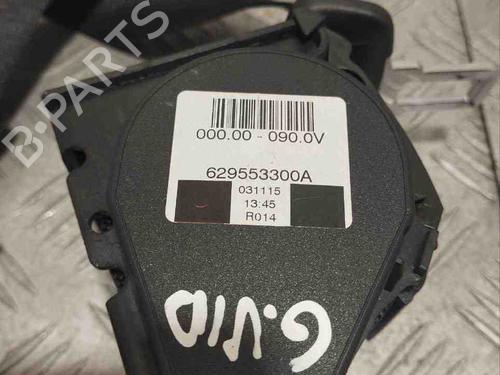 B-PARTS
000.00 - 090.0V
629553300A
031115
13:45
R014
G.VID